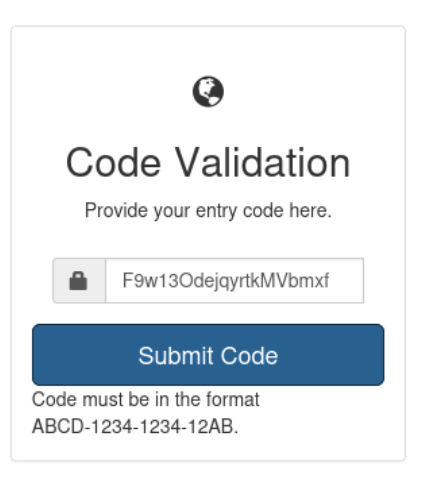 Code Validation
Provide your entry code here.
F9w13OdejqyrtkMVbmxf
Submit Code
Code must be in the format
ABCD-1234-1234-12AB.